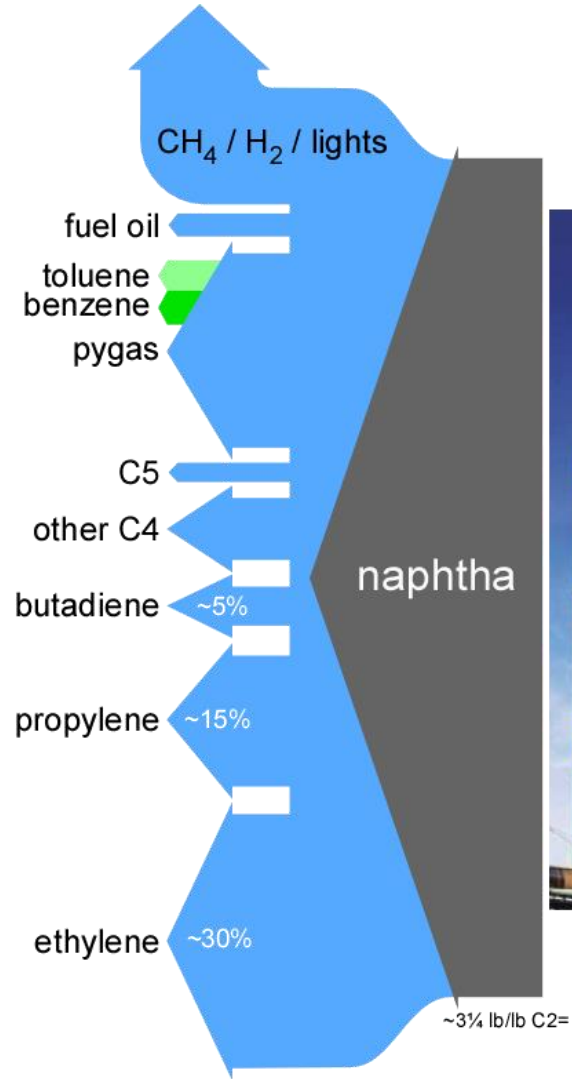 CH₄ / H₂ / lights
fuel oil
toluene
benzene
pygas
C5
other C4
naphtha
butadiene
~5%
propylene
~15%
ethylene
~30%
~3¼ lb/lb C2=